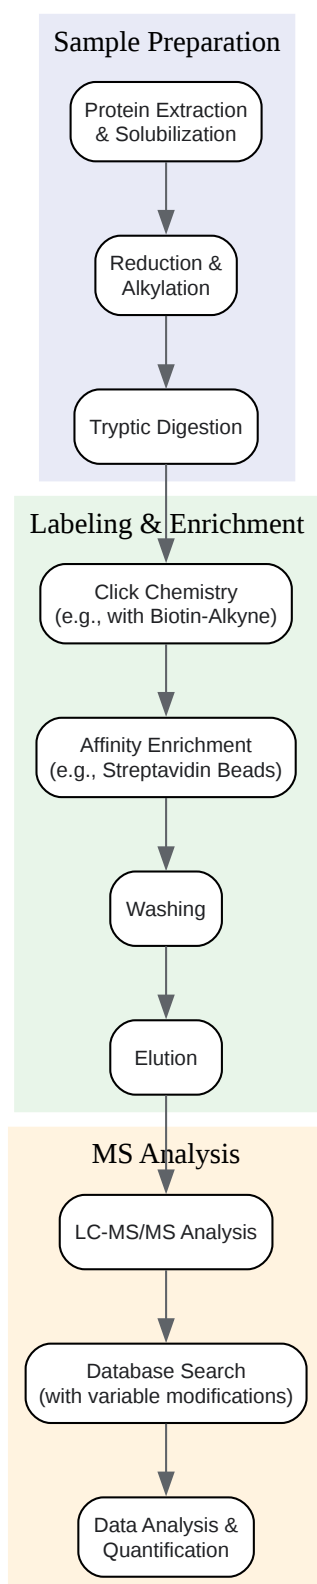 Sample Preparation
Protein Extraction
& Solubilization
Reduction &
Alkylation
Tryptic Digestion
Labeling & Enrichment
Click Chemistry
(e.g., with Biotin-Alkyne)
Affinity Enrichment
(e.g., Streptavidin Beads)
Washing
Elution
MS Analysis
LC-MS/MS Analysis
Database Search
(with variable modifications)
Data Analysis &
Quantification